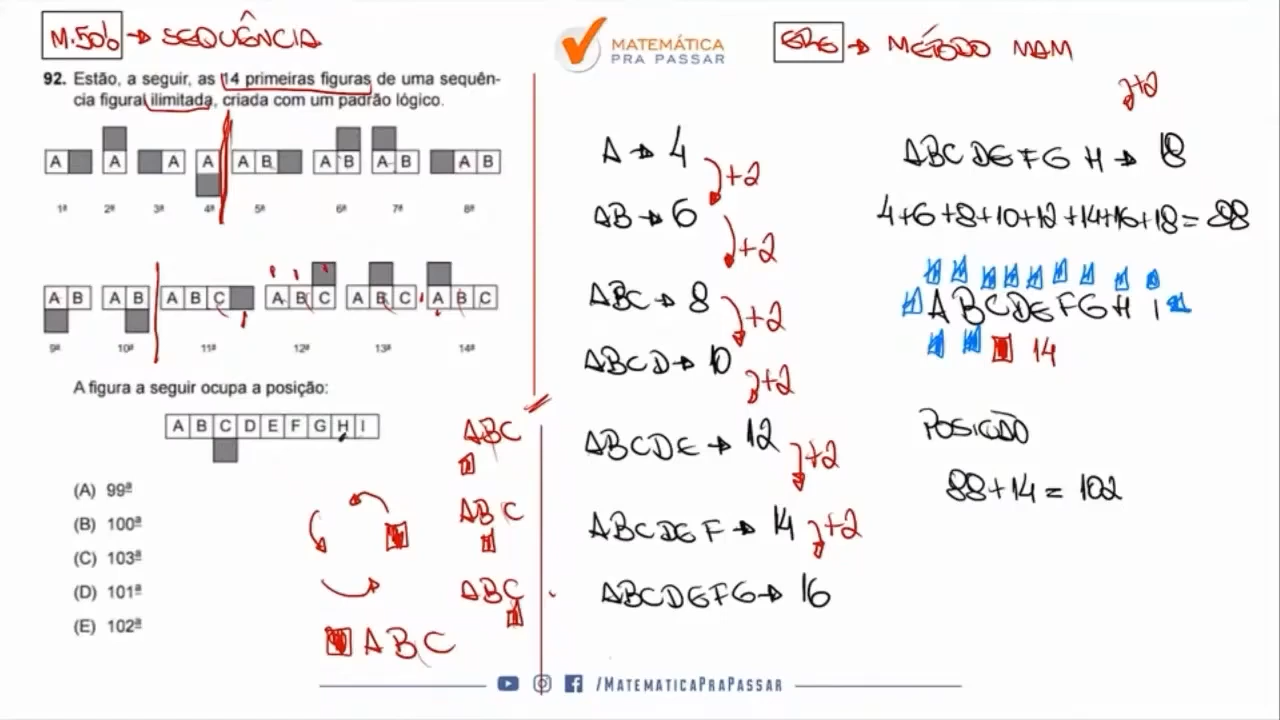 M.50% → SEQUÊNCIA
MATEMÁTICA
PRA PASSAR
→ MÉTODO MPM
92. Estão, a seguir, as 14 primeiras figuras de uma sequên-
cia figural ilimitada, criada com um padrão lógico.
A A A A A B A B A B A B
1ª 2ª 3ª 4ª 5ª 6ª 7ª 8ª
A B A B A B C A B C A B C A B C
9ª 10ª 11ª 12ª 13ª 14ª
A figura a seguir ocupa a posição:
A B C D E F G H I
(A) 99ª
(B) 100ª
(C) 103ª
(D) 101ª
(E) 102ª
ABC
ABC
ABC
ABC
A → 4
+2
AB → 6
+2
ABC → 8
+2
ABCD → 10
+2
ABCDE → 12
+2
ABCDEF → 14
+2
ABCDEFG → 16
+2
ABCDEFGH → 18
4+6+8+10+12+14+16+18=88
ABCDEFGHI
14
POSIÇÃO
88+14=102
/MATEMATICAPRAPASSAR